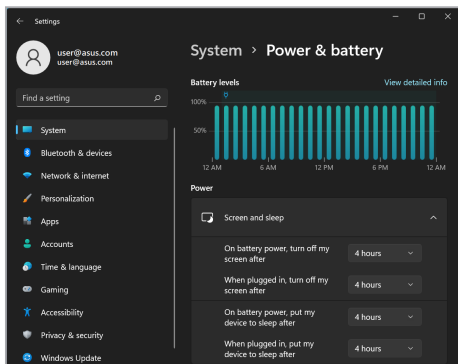 Settings
user@asus.com
user@asus.com
Find a setting
System
Bluetooth & devices
Network & internet
Personalization
Apps
Accounts
Time & language
Gaming
Accessibility
Privacy & security
Windows Update
System > Power & battery
Battery levels
View detailed info
100%
50%
12 AM
6 AM
12 PM
6 PM
12 AM
Power
Screen and sleep
On battery power, turn off my
screen after
4 hours
When plugged in, turn off my
screen after
4 hours
On battery power, put my
device to sleep after
4 hours
When plugged in, put my
device to sleep after
4 hours